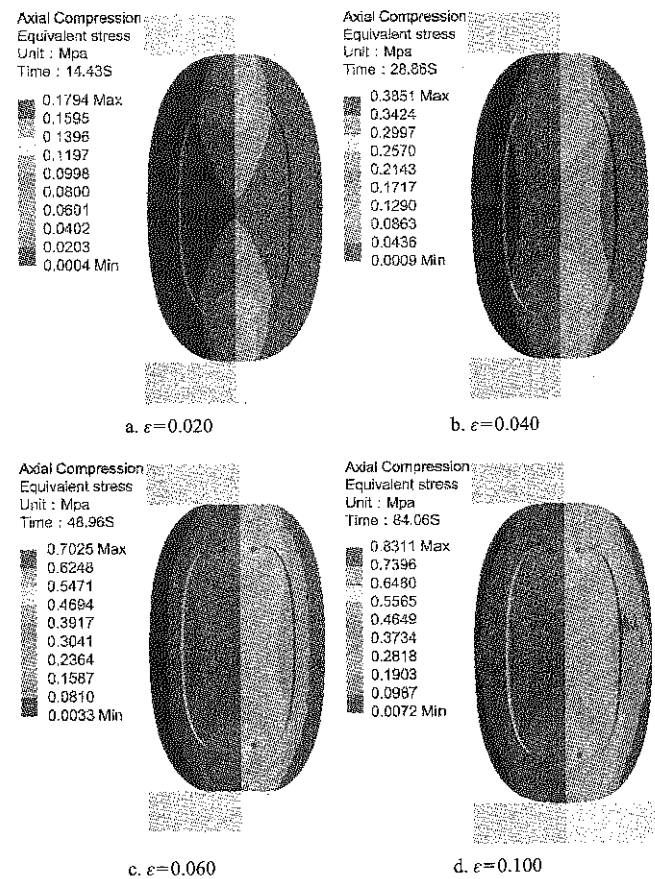 Axial Compression
Equivalent stress
Unit : Mpa
Time : 14.43S
0.1794 Max
0.1595
0.1396
0.1197
0.0998
0.0800
0.0601
0.0402
0.0203
0.0004 Min
a. ε=0.020
Axial Compression
Equivalent stress
Unit : Mpa
Time : 28.86S
0.3851 Max
0.3424
0.2997
0.2570
0.2143
0.1717
0.1290
0.0863
0.0436
0.0009 Min
b. ε=0.040
Axial Compression
Equivalent stress
Unit : Mpa
Time : 48.96S
0.7025 Max
0.6248
0.5471
0.4694
0.3917
0.3041
0.2364
0.1587
0.0810
0.0033 Min
c. ε=0.060
Axial Compression
Equivalent stress
Unit : Mpa
Time : 84.06S
0.8311 Max
0.7396
0.6480
0.5565
0.4649
0.3734
0.2818
0.1903
0.0987
0.0072 Min
d. ε=0.100